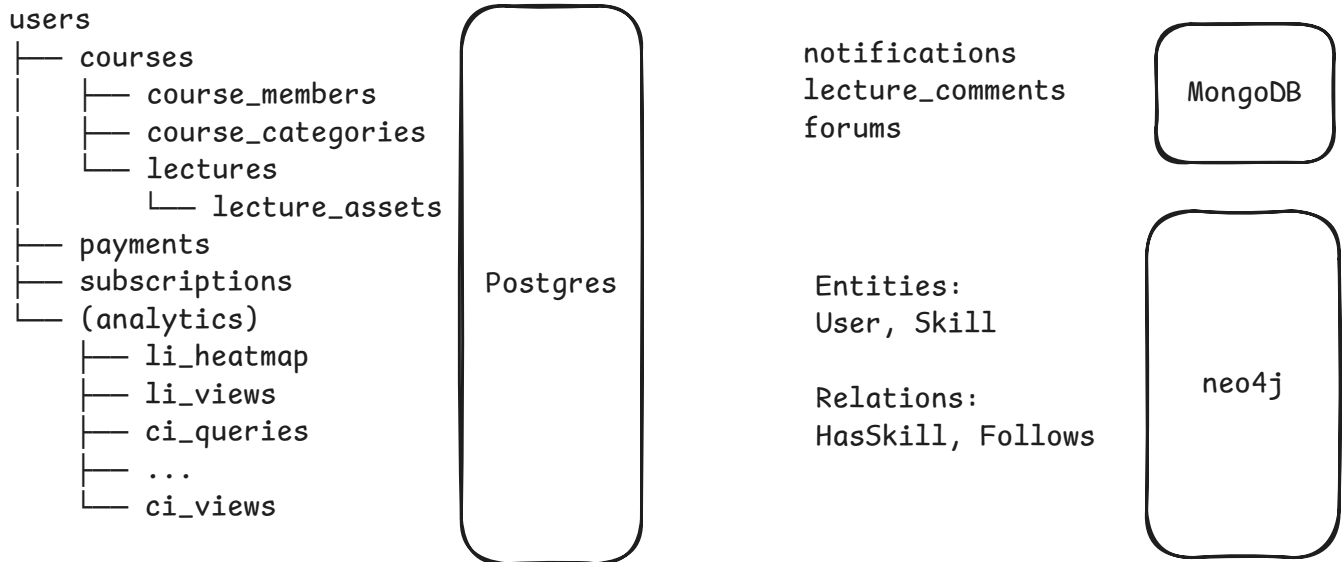 users
├── courses
│   ├── course_members
│   ├── course_categories
│   └── lectures
│       └── lecture_assets
├── payments
├── subscriptions
└── (analytics)
    ├── li_heatmap
    ├── li_views
    ├── ci_queries
    ├── ...
    └── ci_views
Postgres
notifications
lecture_comments
forums
MongoDB
Entities:
User, Skill
Relations:
HasSkill, Follows
neo4j